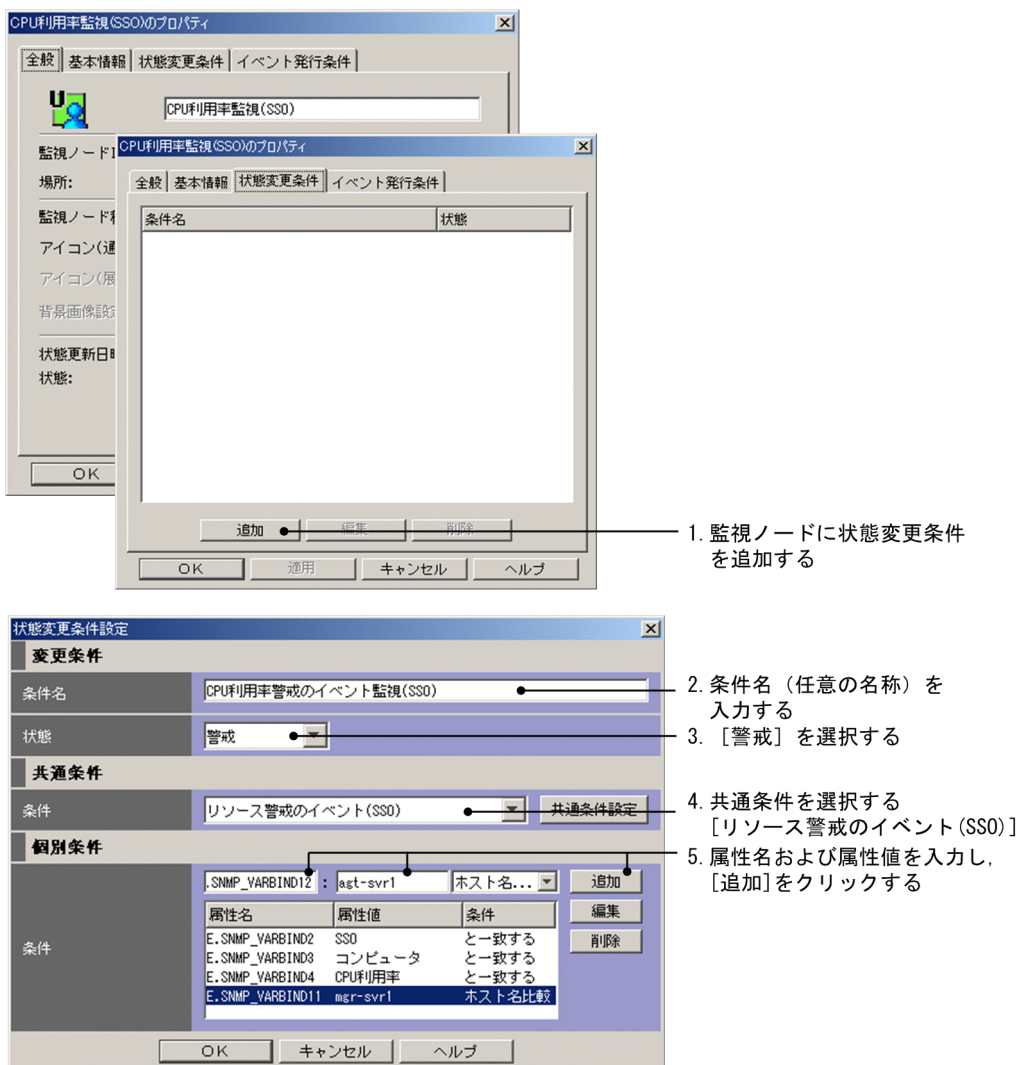 CPU利用率監視(SSO)のプロパティ
全般 基本情報 状態変更条件 イベント発行条件
CPU利用率監視(SSO)
監視ノード
場所:
監視ノード
アイコン(通
アイコン(展
背景画像設定
状態更新日時
状態:
OK
CPU利用率監視(SSO)のプロパティ
全般 基本情報 状態変更条件 イベント発行条件
条件名 状態
追加 編集 削除
OK 適用 キャンセル ヘルプ
1. 監視ノードに状態変更条件
を追加する
状態変更条件設定
変更条件
条件名 CPU利用率警戒のイベント監視(SSO)
2. 条件名（任意の名称）を
入力する
状態 警戒
3. ［警戒］を選択する
共通条件
条件 リソース警戒のイベント(SSO) 共通条件設定
4. 共通条件を選択する
[リソース警戒のイベント(SSO)]
個別条件
5. 属性名および属性値を入力し，
[追加]をクリックする
.SNMP_VARBIND12 : agt-svr1 ホスト名... 追加
属性名 属性値 条件 編集
条件
E.SNMP_VARBIND2 SSO と一致する 削除
E.SNMP_VARBIND3 コンピュータ と一致する
E.SNMP_VARBIND4 CPU利用率 と一致する
E.SNMP_VARBIND11 mgr-svr1 ホスト名比較
OK キャンセル ヘルプ